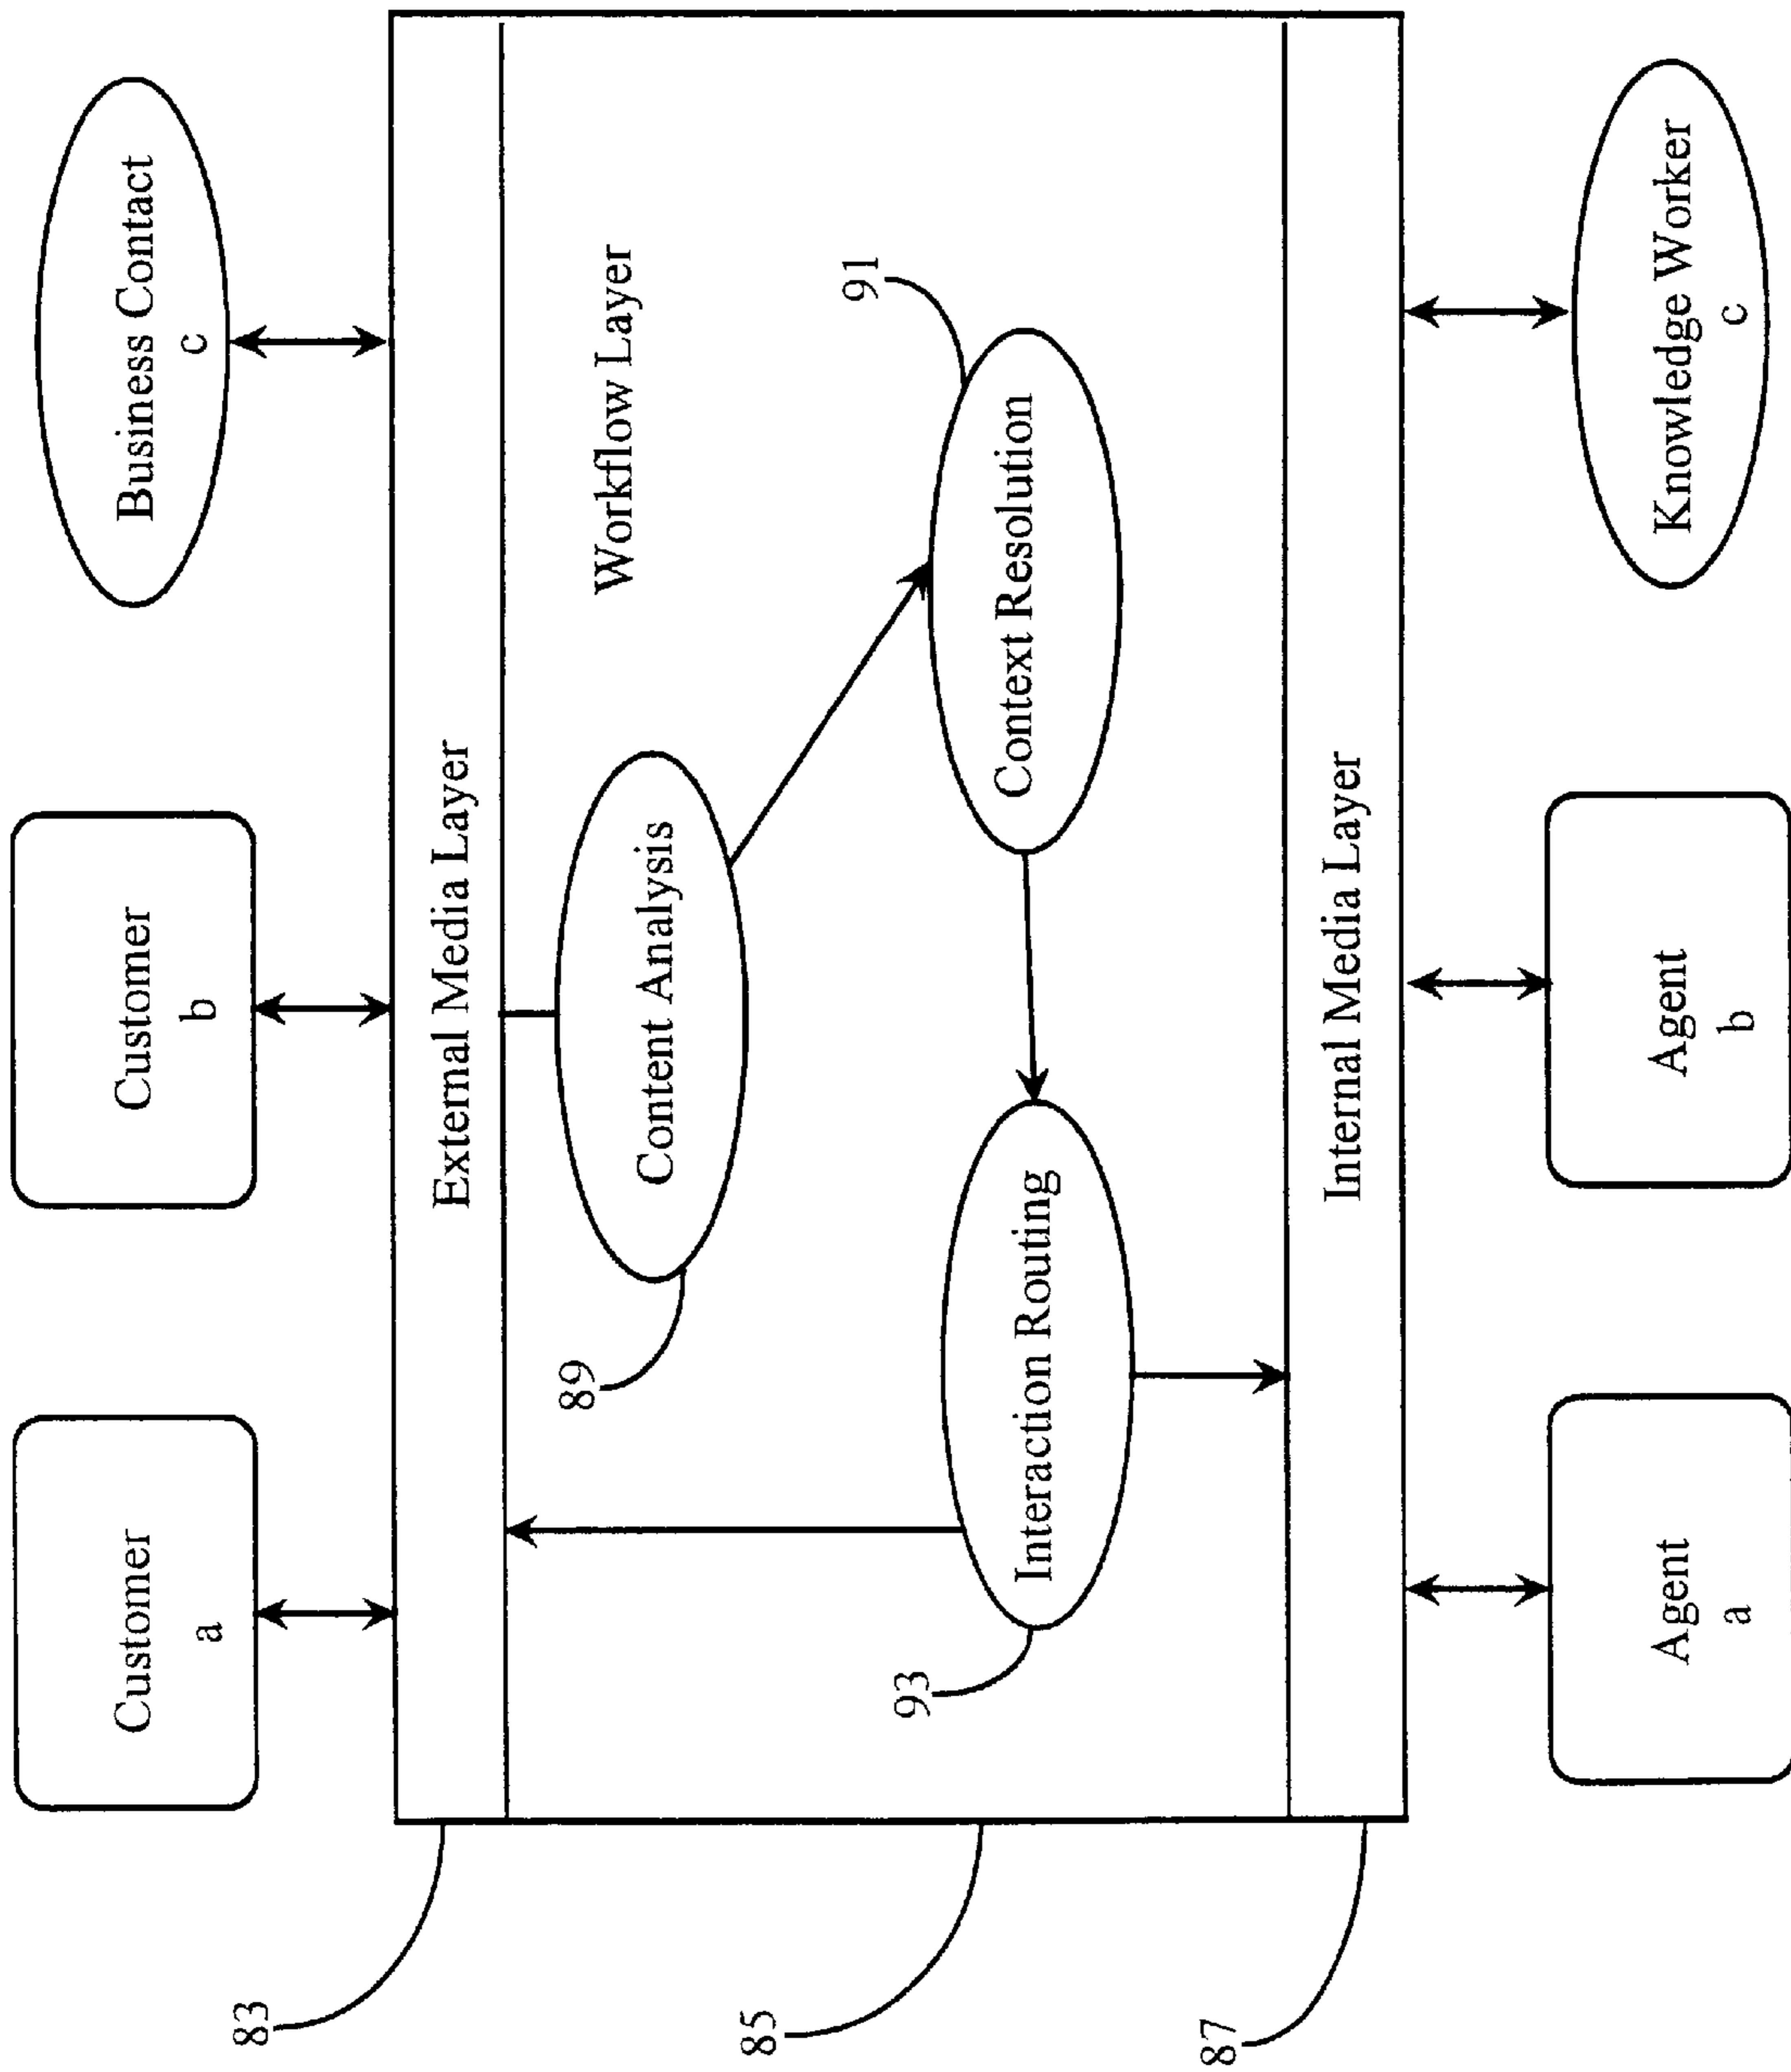 Customer
a
Customer
b
Business Contact
c
83
External Media Layer
85
Workflow Layer
89
Content Analysis
91
93
Interaction Routing
Context Resolution
87
Internal Media Layer
Agent
a
Agent
b
Knowledge Worker
c